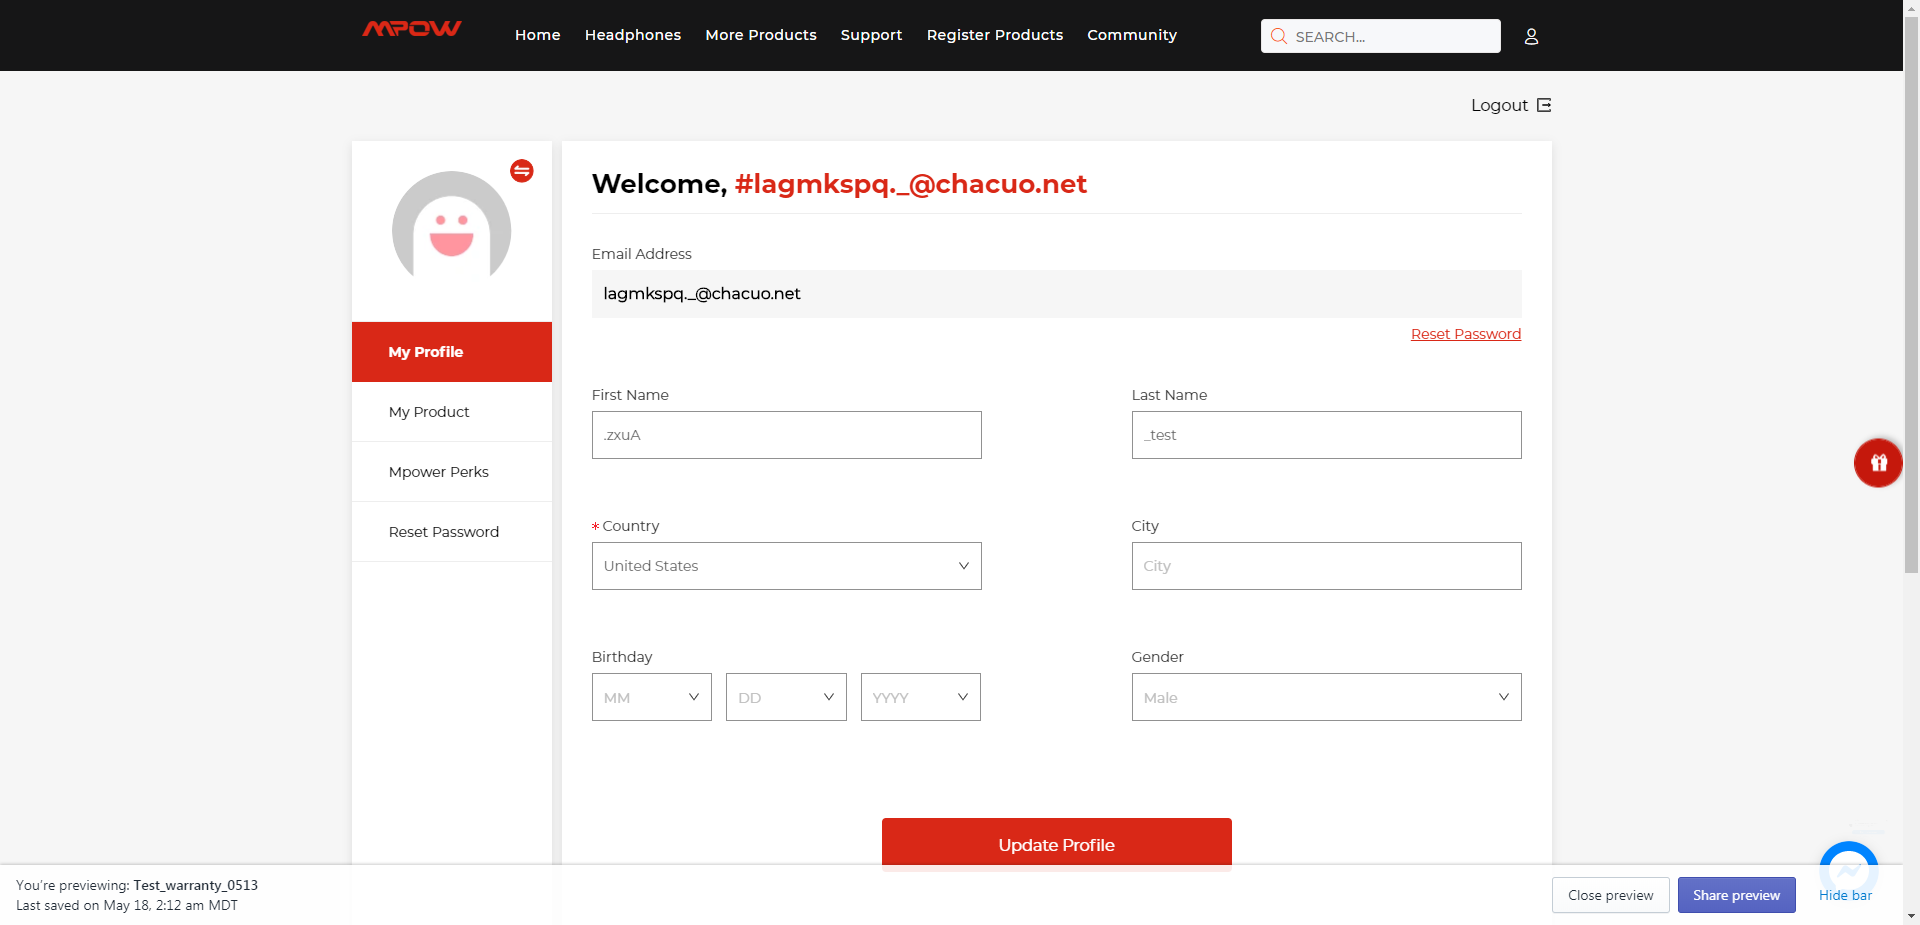 MPOW
Home Headphones More Products Support Register Products Community
SEARCH...
Logout
Welcome, #lagmkspq._@chacuo.net
Email Address
lagmkspq._@chacuo.net
Reset Password
My Profile
My Product
Mpower Perks
Reset Password
First Name
.zxuA
Last Name
_test
* Country
United States
City
City
Birthday
MM DD YYYY
Gender
Male
Update Profile
You're previewing: Test_warranty_0513
Last saved on May 18, 2:12 am MDT
Close preview
Share preview
Hide bar